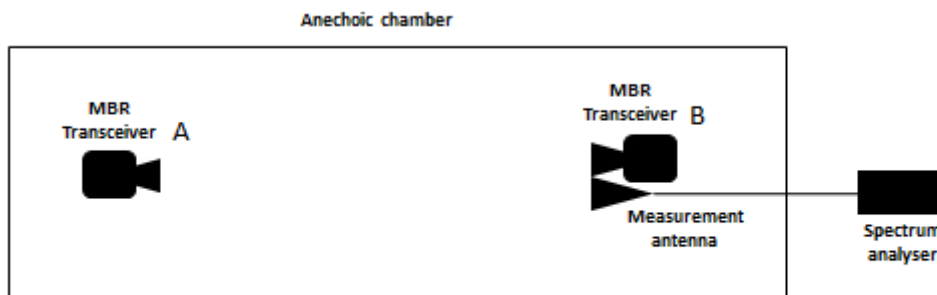 Anechoic chamber
MBR
Transceiver A
MBR
Transceiver B
Measurement
antenna
Spectrum
analyser